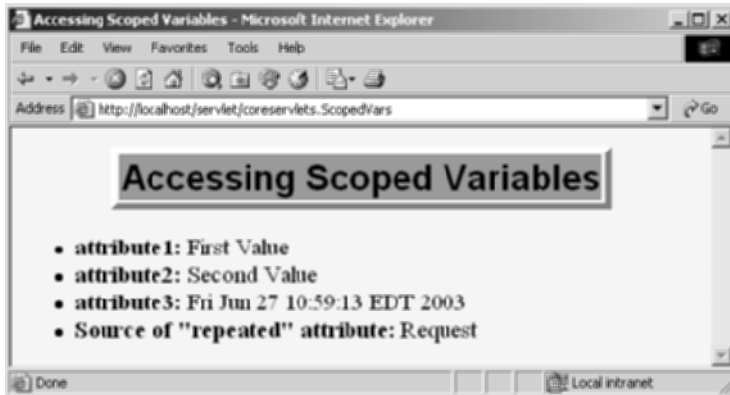 Accessing Scoped Variables - Microsoft Internet Explorer
File Edit View Favorites Tools Help
Address http://localhost/servlet/coreservlets.ScopedVars Go
Accessing Scoped Variables
• attribute1: First Value
• attribute2: Second Value
• attribute3: Fri Jun 27 10:59:13 EDT 2003
• Source of "repeated" attribute: Request
Done Local intranet